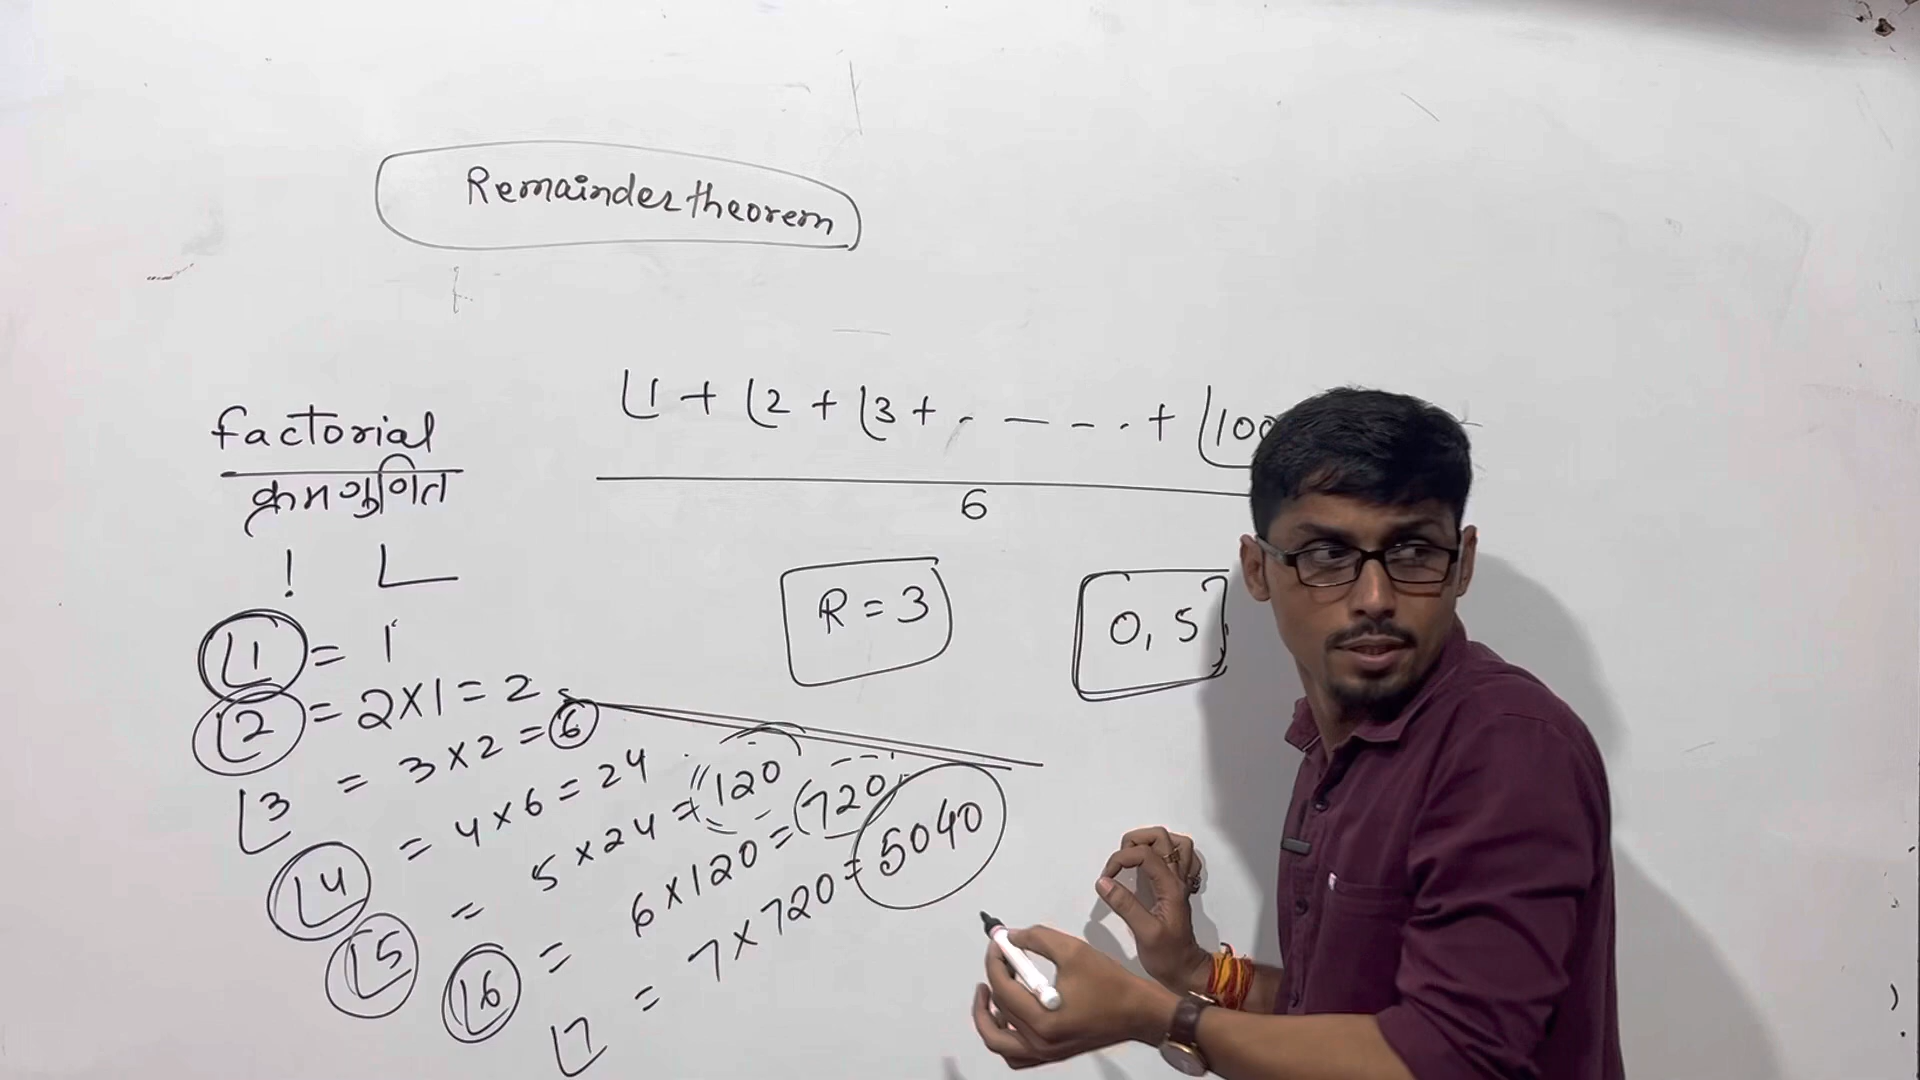 Remainder theorem
factorial
क्रमगुणित
! ∟
∟1 + ∟2 + ∟3 + . — - - . + ∟100
6
R = 3
0, 5
∟1 = 1
∟2 = 2×1 = 2
∟3 = 3×2 = 6
∟4 = 4×6 = 24
∟5 = 5×24 = 120
∟6 = 6×120 = 720
∟7 = 7×720 = 5040